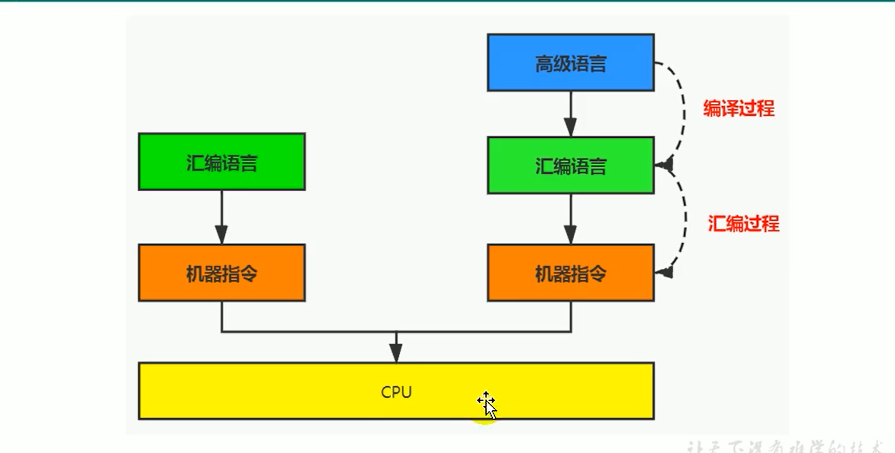 高级语言
编译过程
汇编语言
汇编语言
汇编过程
机器指令
机器指令
CPU
让天下没有难学的技术